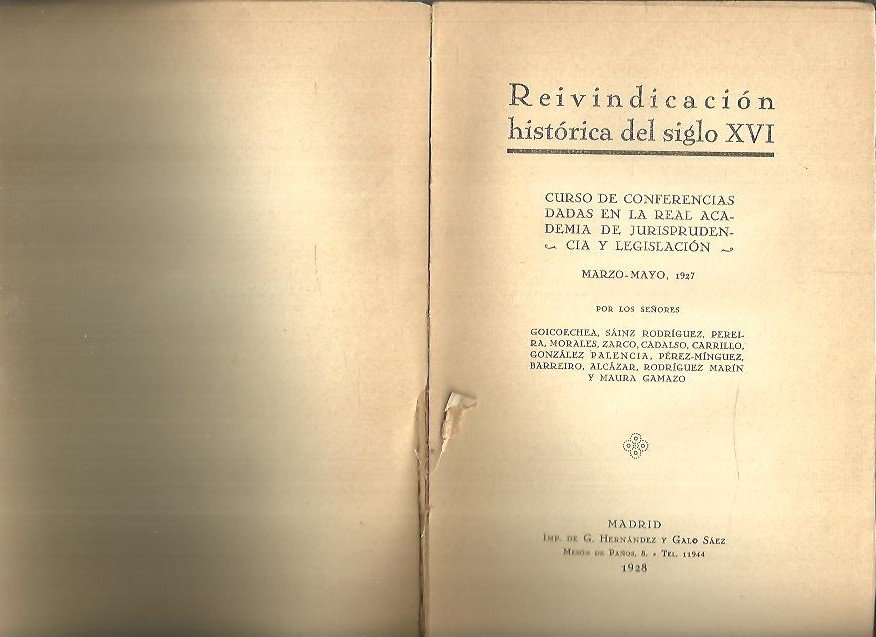 Reivindicación
histórica del siglo XVI
CURSO DE CONFERENCIAS
DADAS EN LA REAL ACA-
DEMIA DE JURISPRUDEN-
CIA Y LEGISLACIÓN
MARZO-MAYO, 1927
POR LOS SEÑORES
GOICOECHEA, SÁINZ RODRÍGUEZ, PEREI-
RA, MORALES, ZARCO, CADALSO, CARRILLO,
GONZÁLEZ PALENCIA, PÉREZ-MÍNGUEZ,
BARREIRO, ALCÁZAR, RODRÍGUEZ MARÍN
Y MAURA GAMAZO
MADRID
IMP. DE G. HERNÁNDEZ Y GALO SÁEZ
MESÓN DE PAÑOS, 8. - TEL. 11944
1928